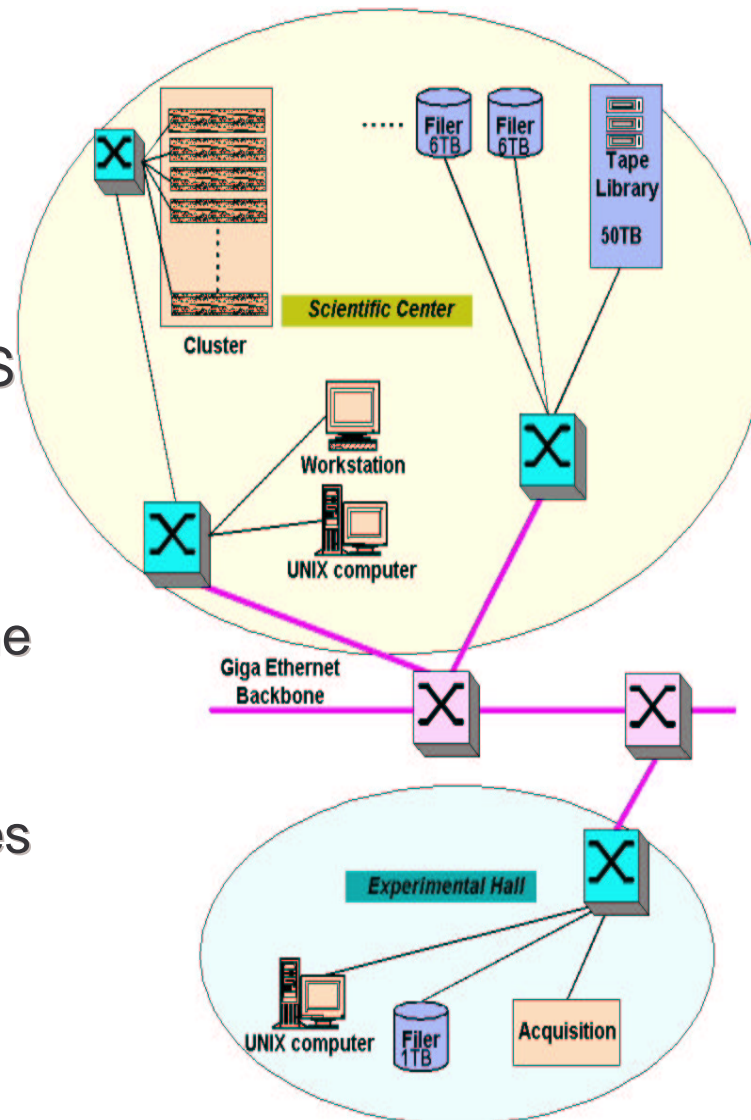 Filer
6TB
Filer
6TB
Tape
Library
50TB
Scientific Center
Cluster
Workstation
UNIX computer
Giga Ethernet
Backbone
Experimental Hall
UNIX computer
Filer
1TB
Acquisition